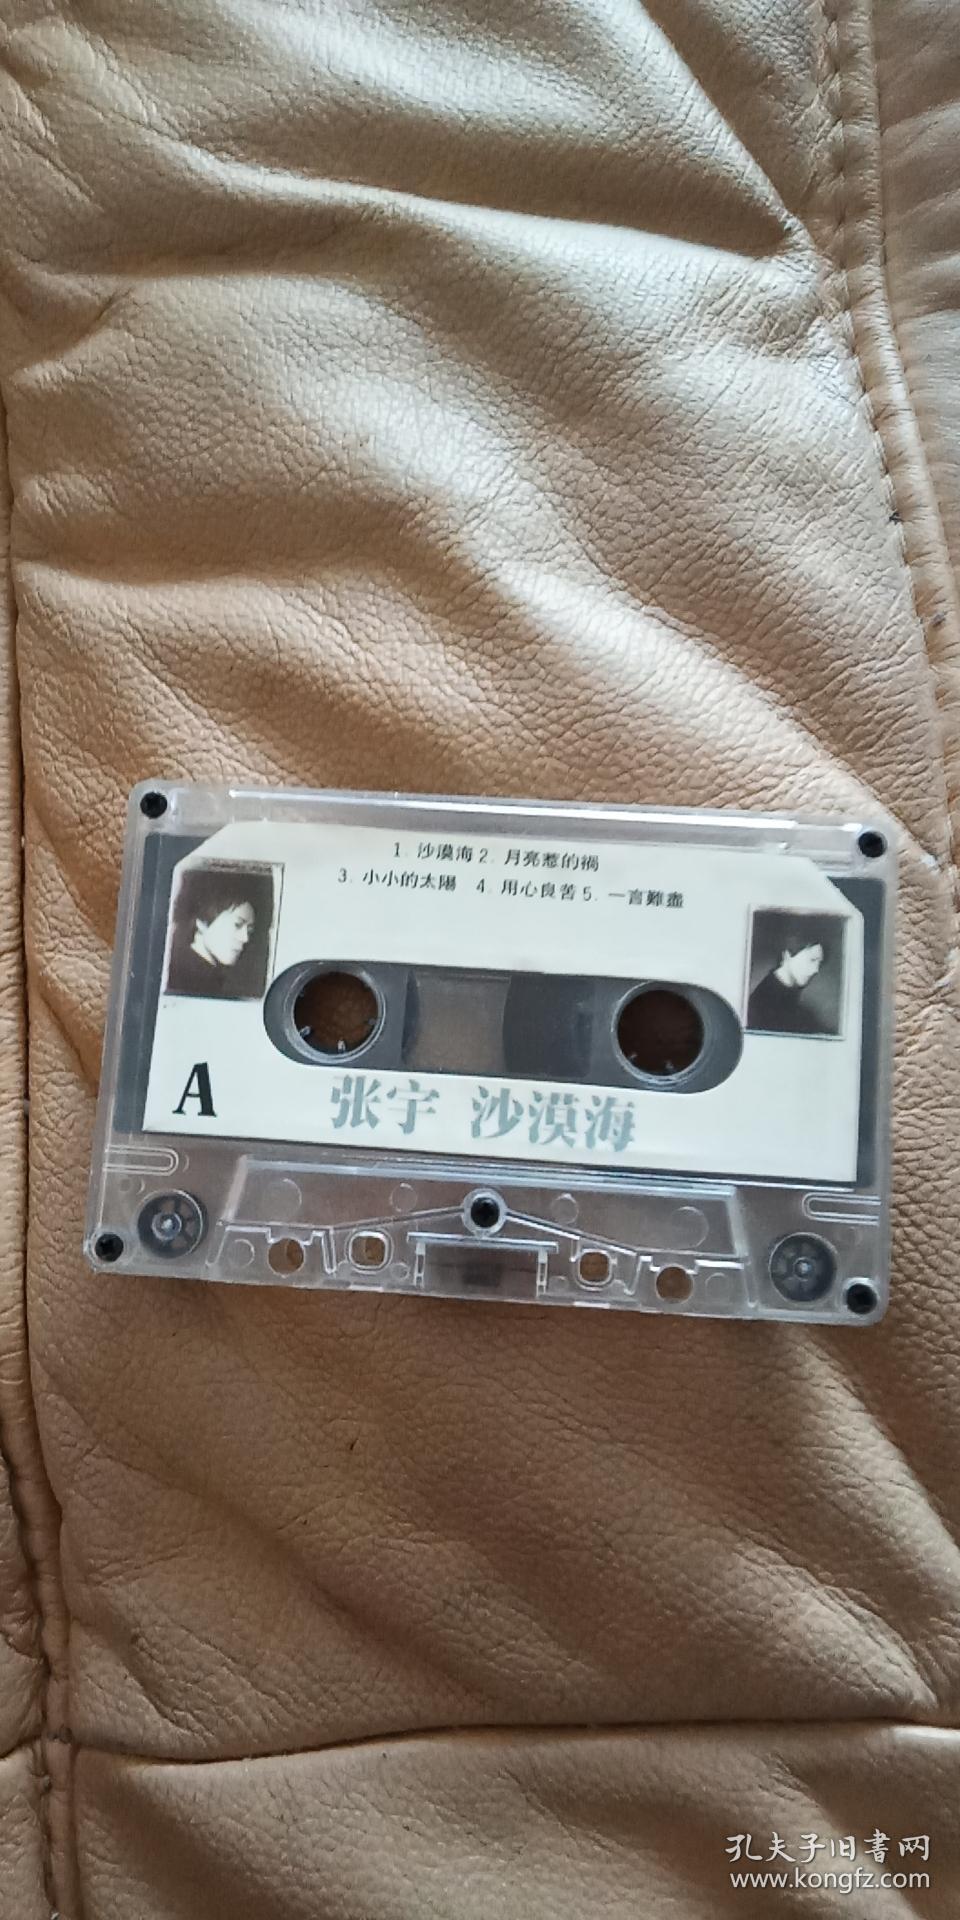 1. 沙漠海 2. 月亮惹的禍
3. 小小的太陽 4. 用心良苦 5. 一言難盡
A
张宇 沙漠海
孔夫子旧書网
www.kongfz.com